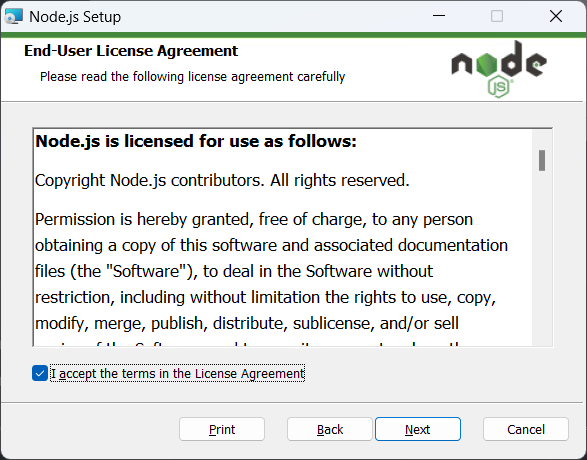 Node.js Setup
End-User License Agreement
Please read the following license agreement carefully
node
JS
Node.js is licensed for use as follows:
Copyright Node.js contributors. All rights reserved.
Permission is hereby granted, free of charge, to any person
obtaining a copy of this software and associated documentation
files (the "Software"), to deal in the Software without
restriction, including without limitation the rights to use, copy,
modify, merge, publish, distribute, sublicense, and/or sell
I accept the terms in the License Agreement
Print
Back
Next
Cancel